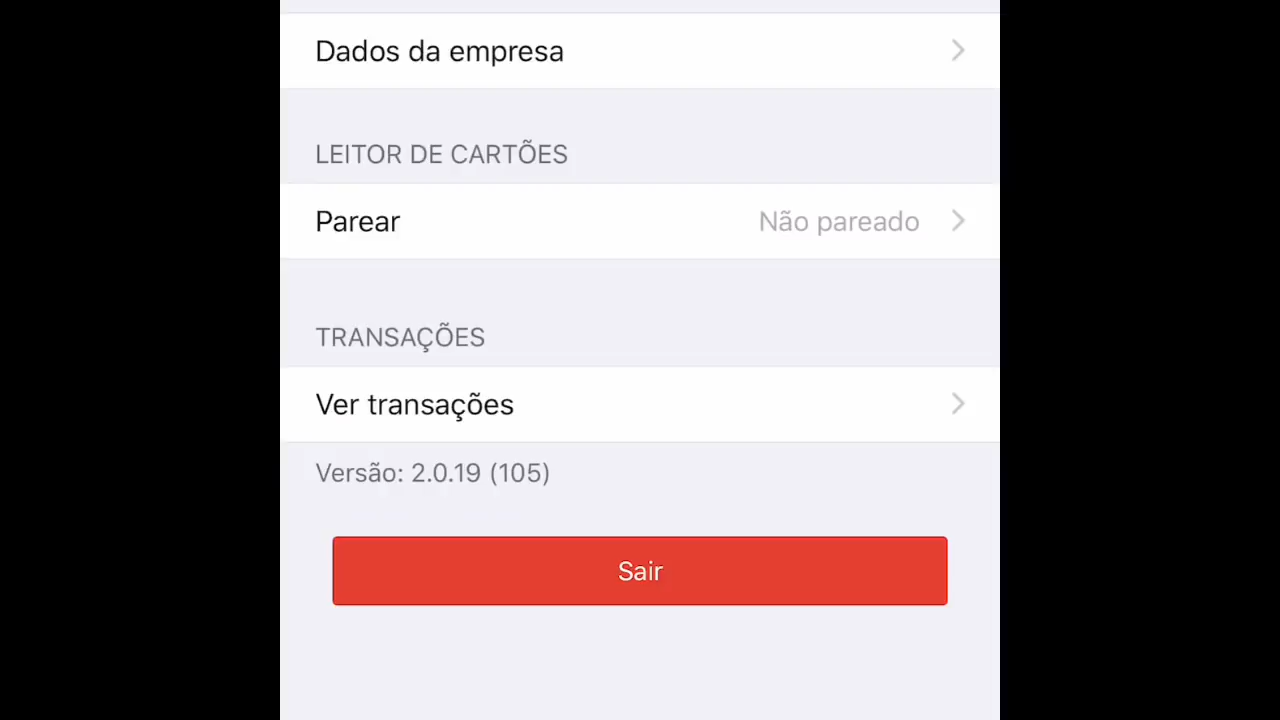 Dados da empresa
LEITOR DE CARTÕES
Parear Não pareado
TRANSAÇÕES
Ver transações
Versão: 2.0.19 (105)
Sair